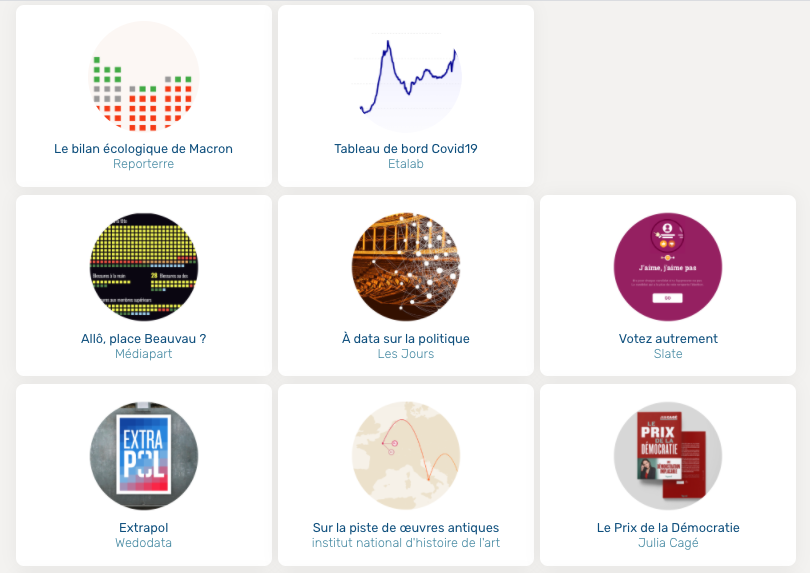 Le bilan écologique de Macron
Reporterre
Tableau de bord Covid19
Etalab
Allô, place Beauvau ?
Médiapart
À data sur la politique
Les Jours
J'aime, j'aime pas
GO
Votez autrement
Slate
EXTRA
POL
Extrapol
Wedodata
Sur la piste de œuvres antiques
institut national d'histoire de l'art
LE
PRIX
DE LA
DÉMOCRATIE
Le Prix de la Démocratie
Julia Cagé